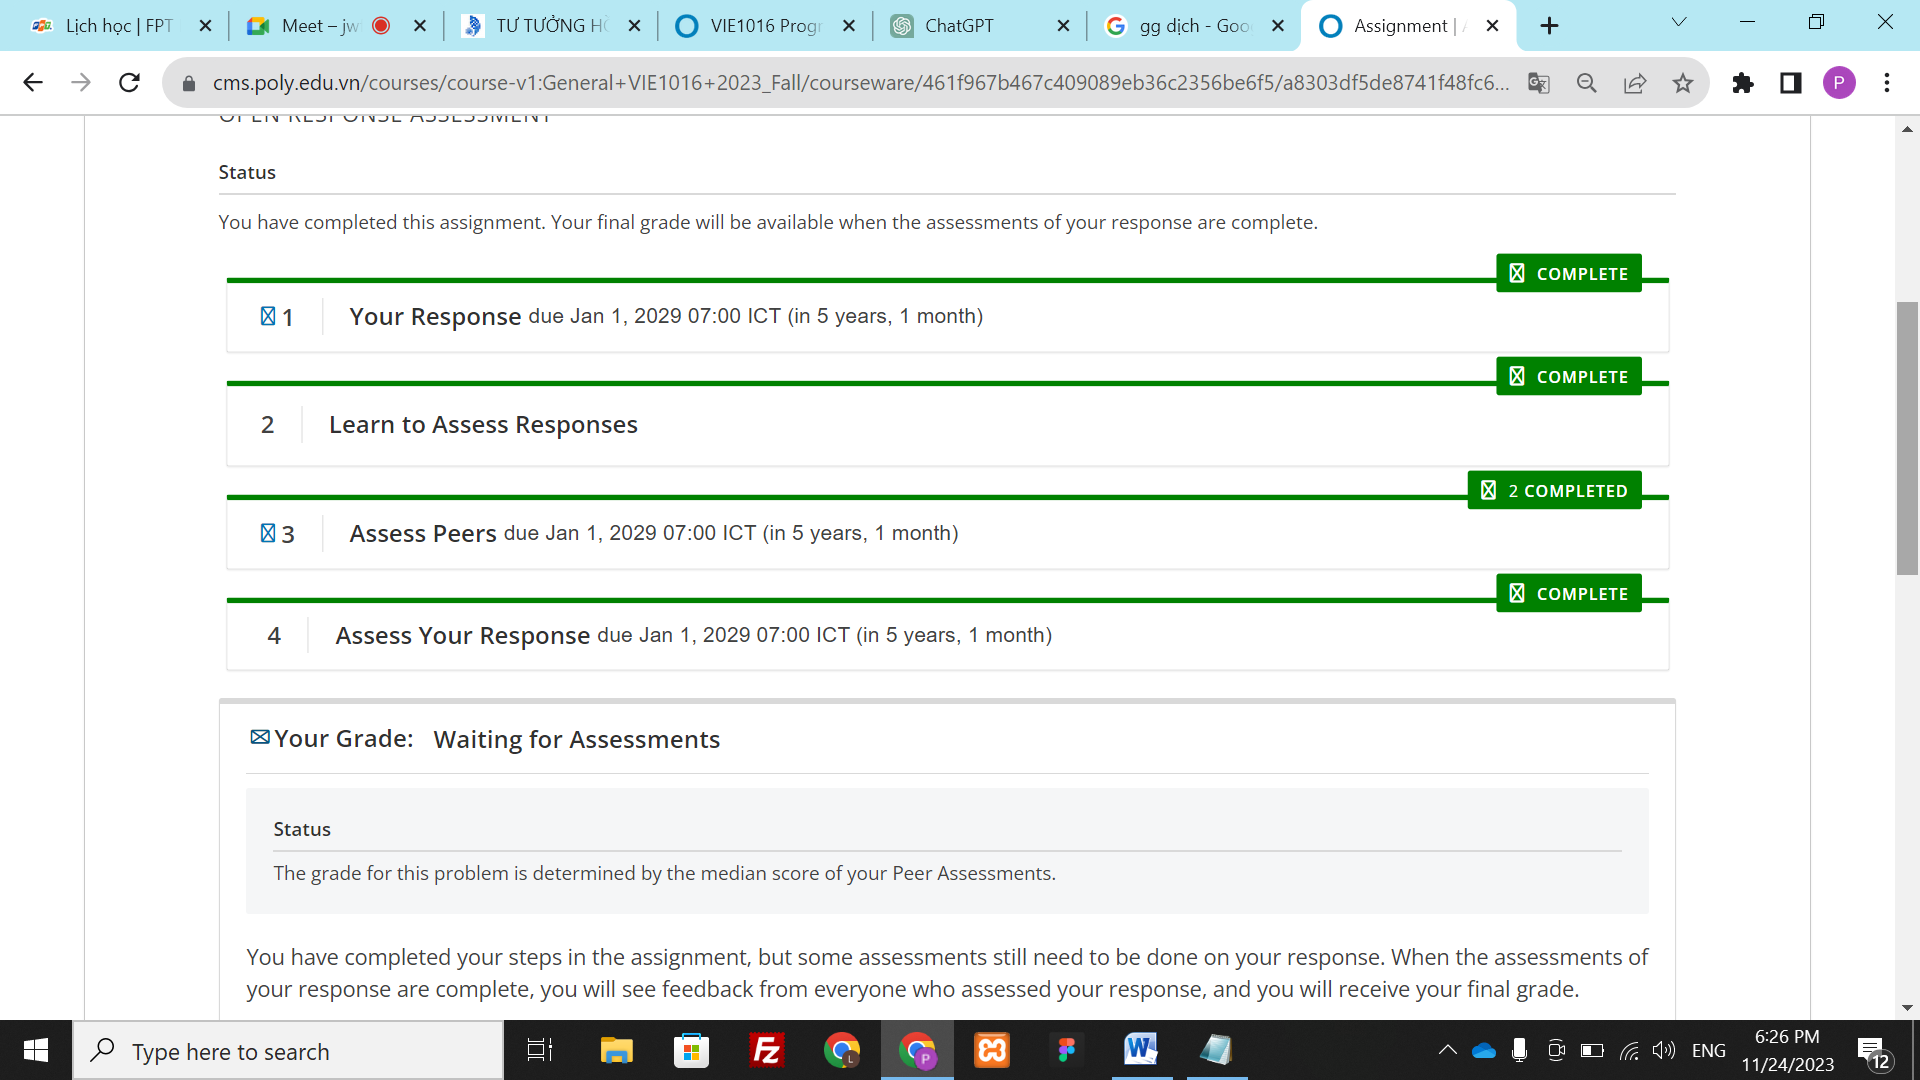 Lịch học | FPT
Meet – jw
TƯ TƯỞNG H
VIE1016 Progr
ChatGPT
gg dịch - Goo
Assignment |
cms.poly.edu.vn/courses/course-v1:General+VIE1016+2023_Fall/courseware/461f967b467c409089eb36c2356be6f5/a8303df5de8741f48fc6...
P
OPEN RESPONSE ASSESSMENT
Status
You have completed this assignment. Your final grade will be available when the assessments of your response are complete.
COMPLETE
1 Your Response due Jan 1, 2029 07:00 ICT (in 5 years, 1 month)
COMPLETE
2 Learn to Assess Responses
2 COMPLETED
3 Assess Peers due Jan 1, 2029 07:00 ICT (in 5 years, 1 month)
COMPLETE
4 Assess Your Response due Jan 1, 2029 07:00 ICT (in 5 years, 1 month)
Your Grade: Waiting for Assessments
Status
The grade for this problem is determined by the median score of your Peer Assessments.
You have completed your steps in the assignment, but some assessments still need to be done on your response. When the assessments of
your response are complete, you will see feedback from everyone who assessed your response, and you will receive your final grade.
Type here to search
ENG
6:26 PM
11/24/2023
12